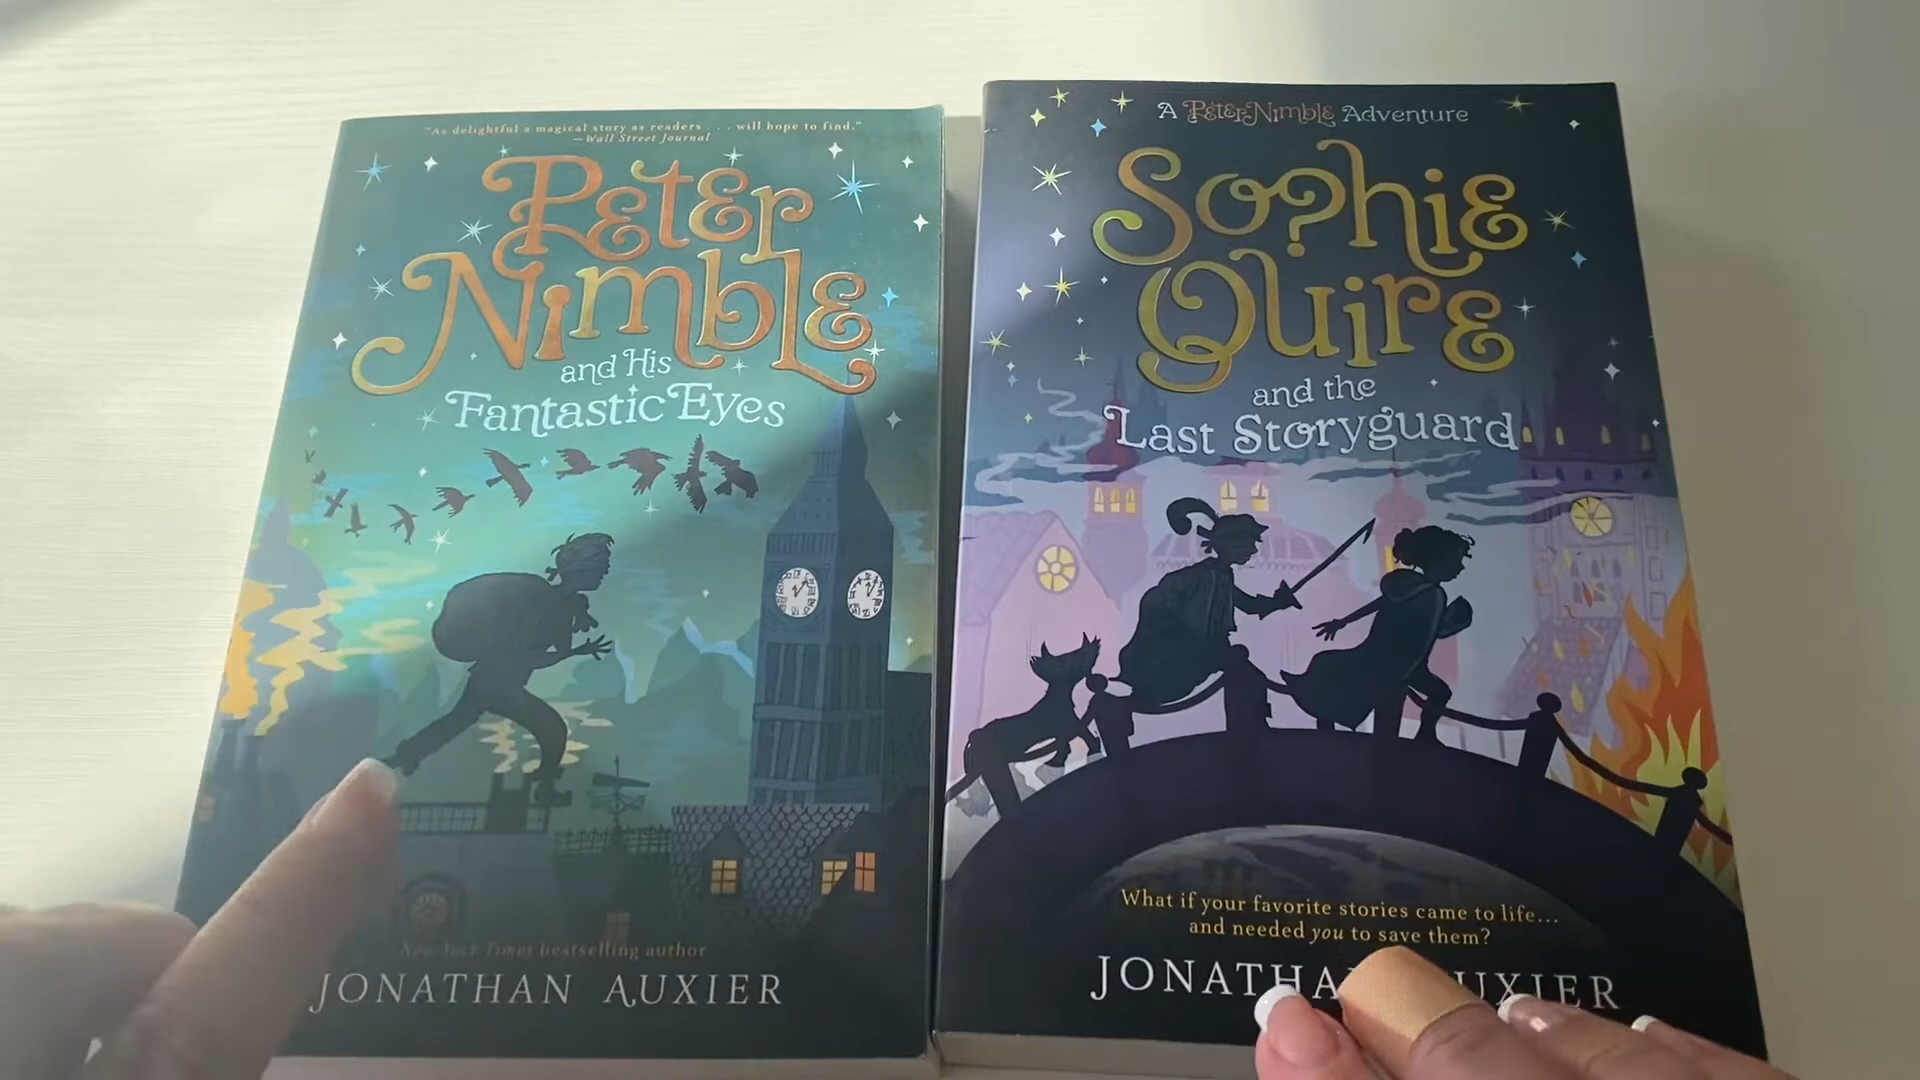 "As delightful a magical story as readers . . . will hope to find."
—Wall Street Journal
Peter
Nimble
and His
Fantastic Eyes
New York Times bestselling author
JONATHAN AUXIER
A Peter Nimble Adventure
So?hie
Quire
and the
Last Storyguard
What if your favorite stories came to life...
and needed you to save them?
JONATHA UXIER